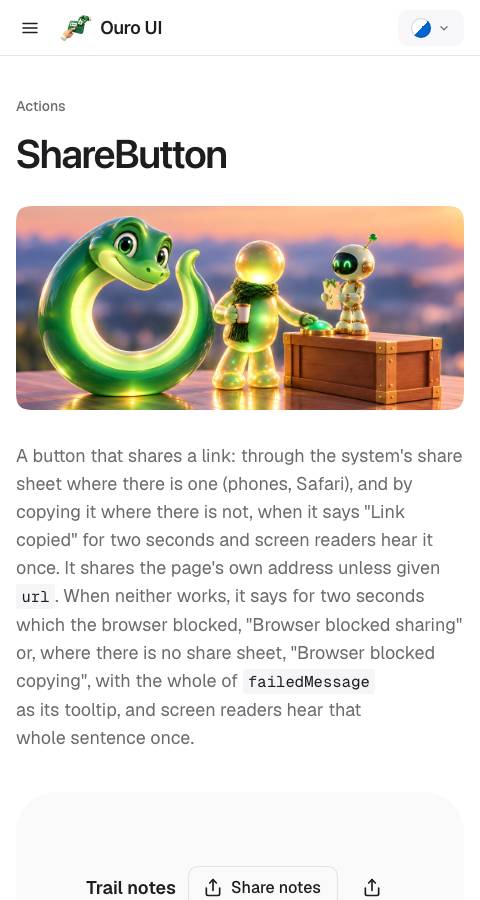 Ouro UI
Actions
ShareButton
A button that shares a link: through the system's share
sheet where there is one (phones, Safari), and by
copying it where there is not, when it says "Link
copied" for two seconds and screen readers hear it
once. It shares the page's own address unless given
url. When neither works, it says for two seconds
which the browser blocked, "Browser blocked sharing"
or, where there is no share sheet, "Browser blocked
copying", with the whole of failedMessage
as its tooltip, and screen readers hear that
whole sentence once.
Trail notes Share notes